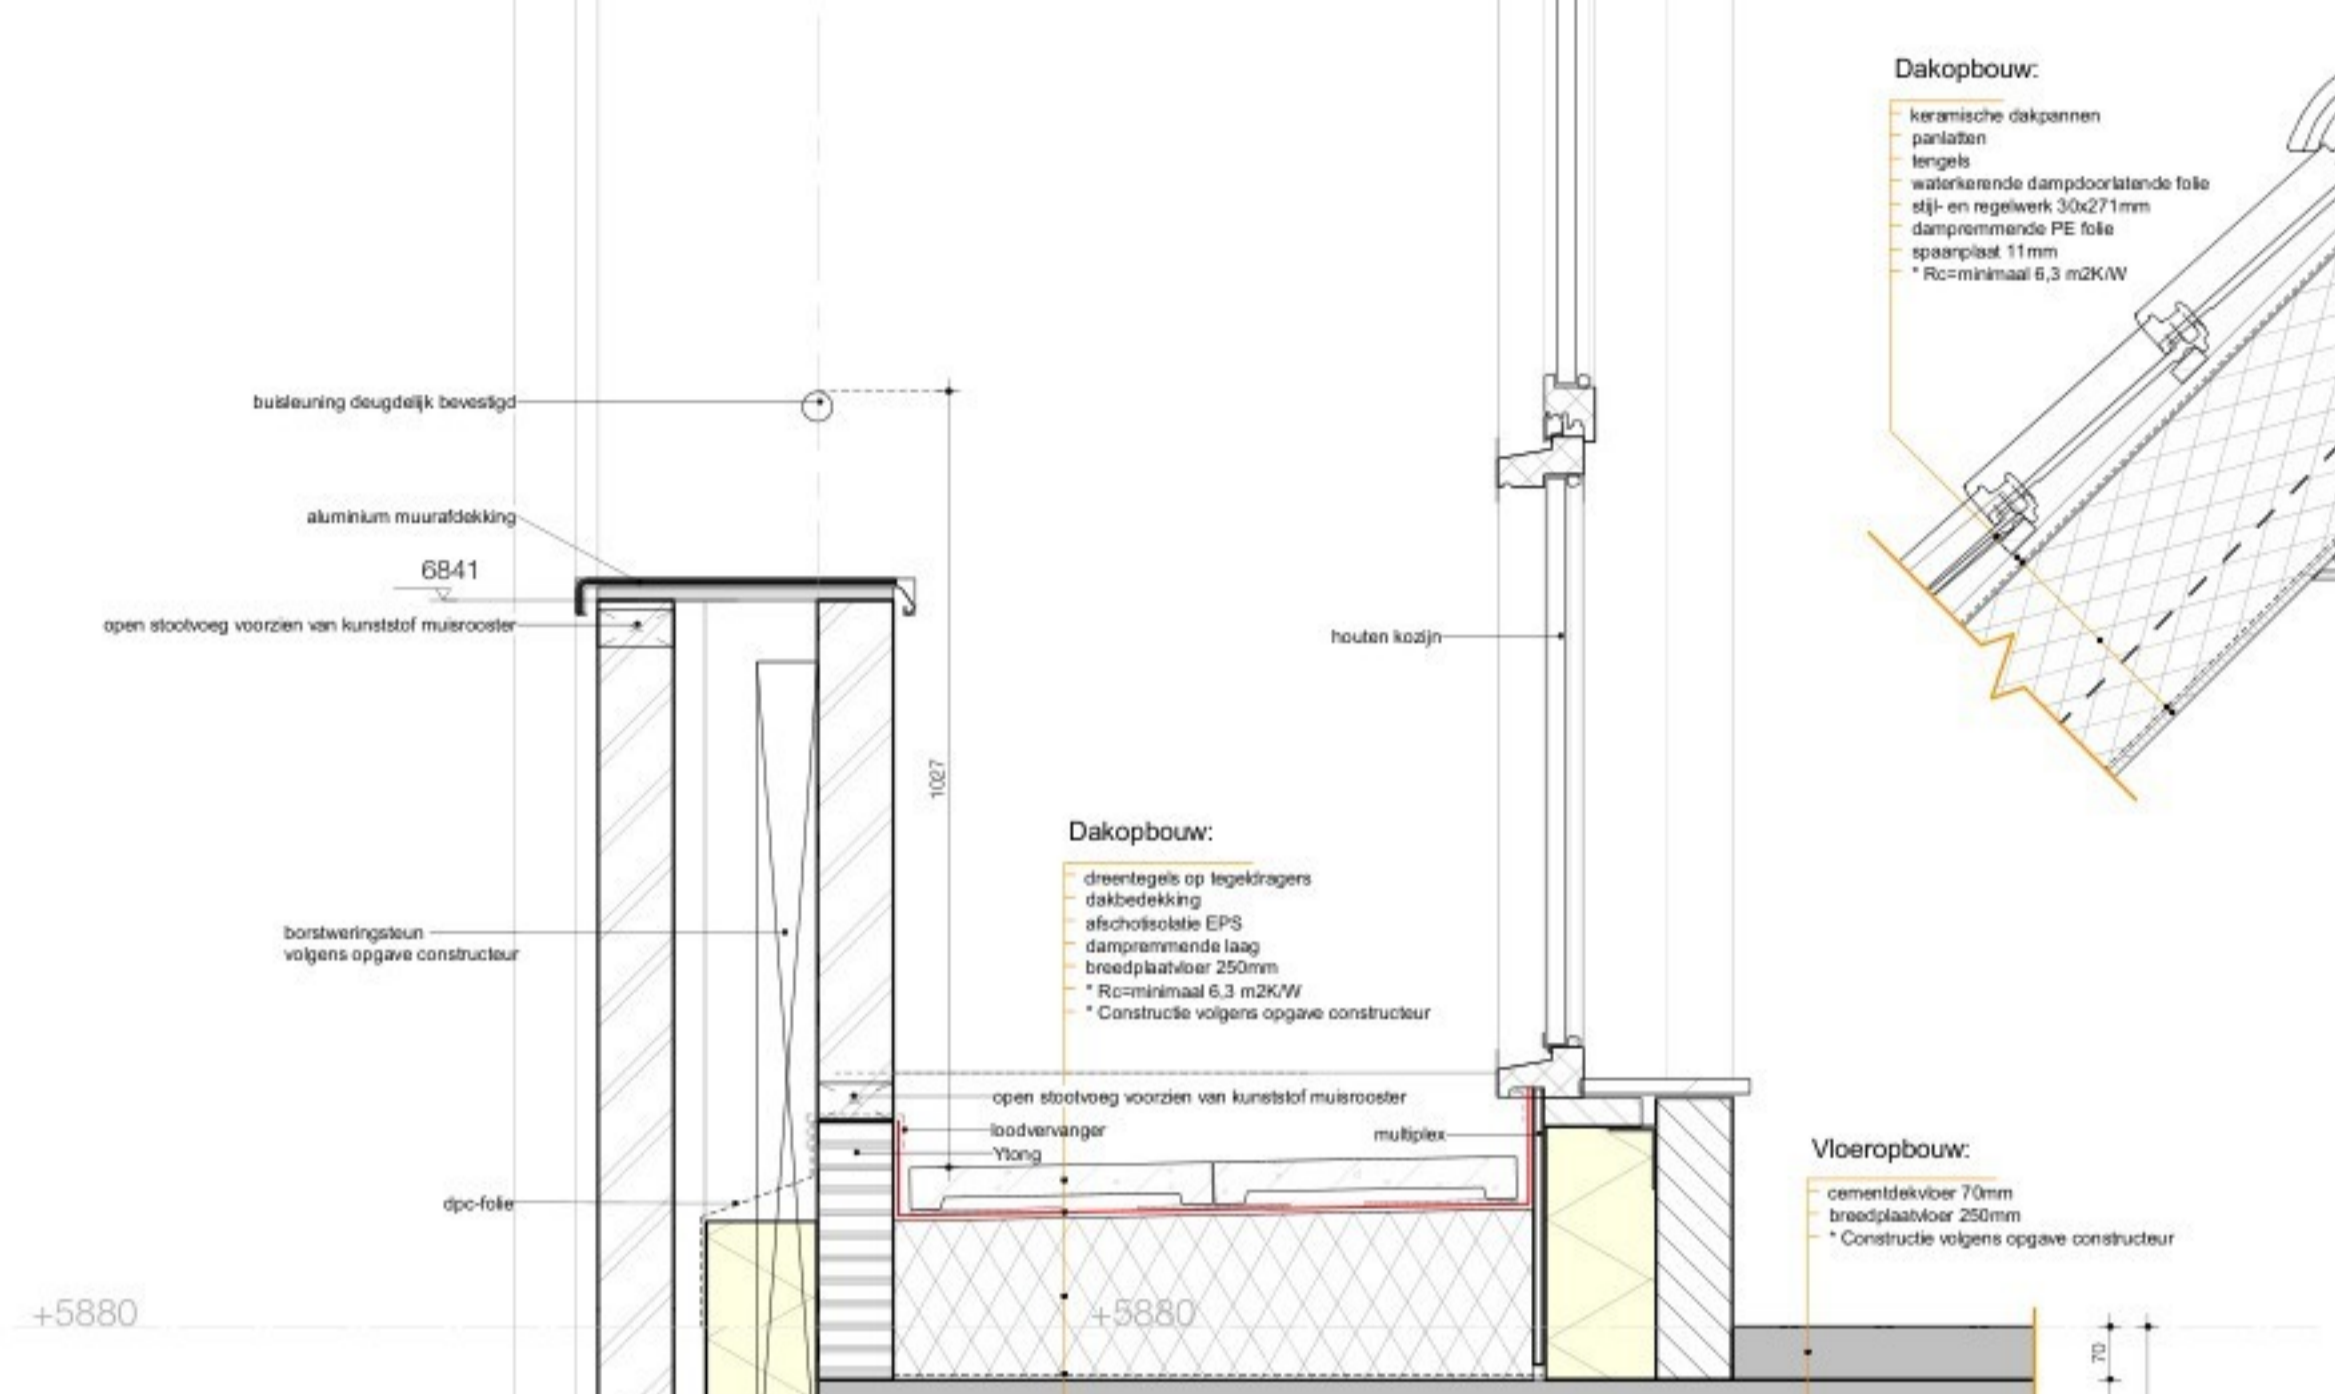 Dakopbouw:
keramische dakpannen
panlatten
tengels
waterkerende dampdoorlatende folie
stijl- en regelwerk 30x271mm
dampremmende PE folie
spaanplaat 11mm
* Rc=minimaal 6,3 m2K/W
buisleuning deugdelijk bevestigd
aluminium muurafdekking
6841
open stootvoeg voorzien van kunststof muisrooster
houten kozijn
1027
Dakopbouw:
dreentegels op tegeldragers
dakbedekking
afschotisolatie EPS
dampremmende laag
breedplaatvloer 250mm
* Rc=minimaal 6,3 m2K/W
* Constructie volgens opgave constructeur
borstweringsteun
volgens opgave constructeur
open stootvoeg voorzien van kunststof muisrooster
loodvervanger
multiplex
Ytong
dpc-folie
Vloeropbouw:
cementdekvloer 70mm
breedplaatvloer 250mm
* Constructie volgens opgave constructeur
+5880
+5880
70